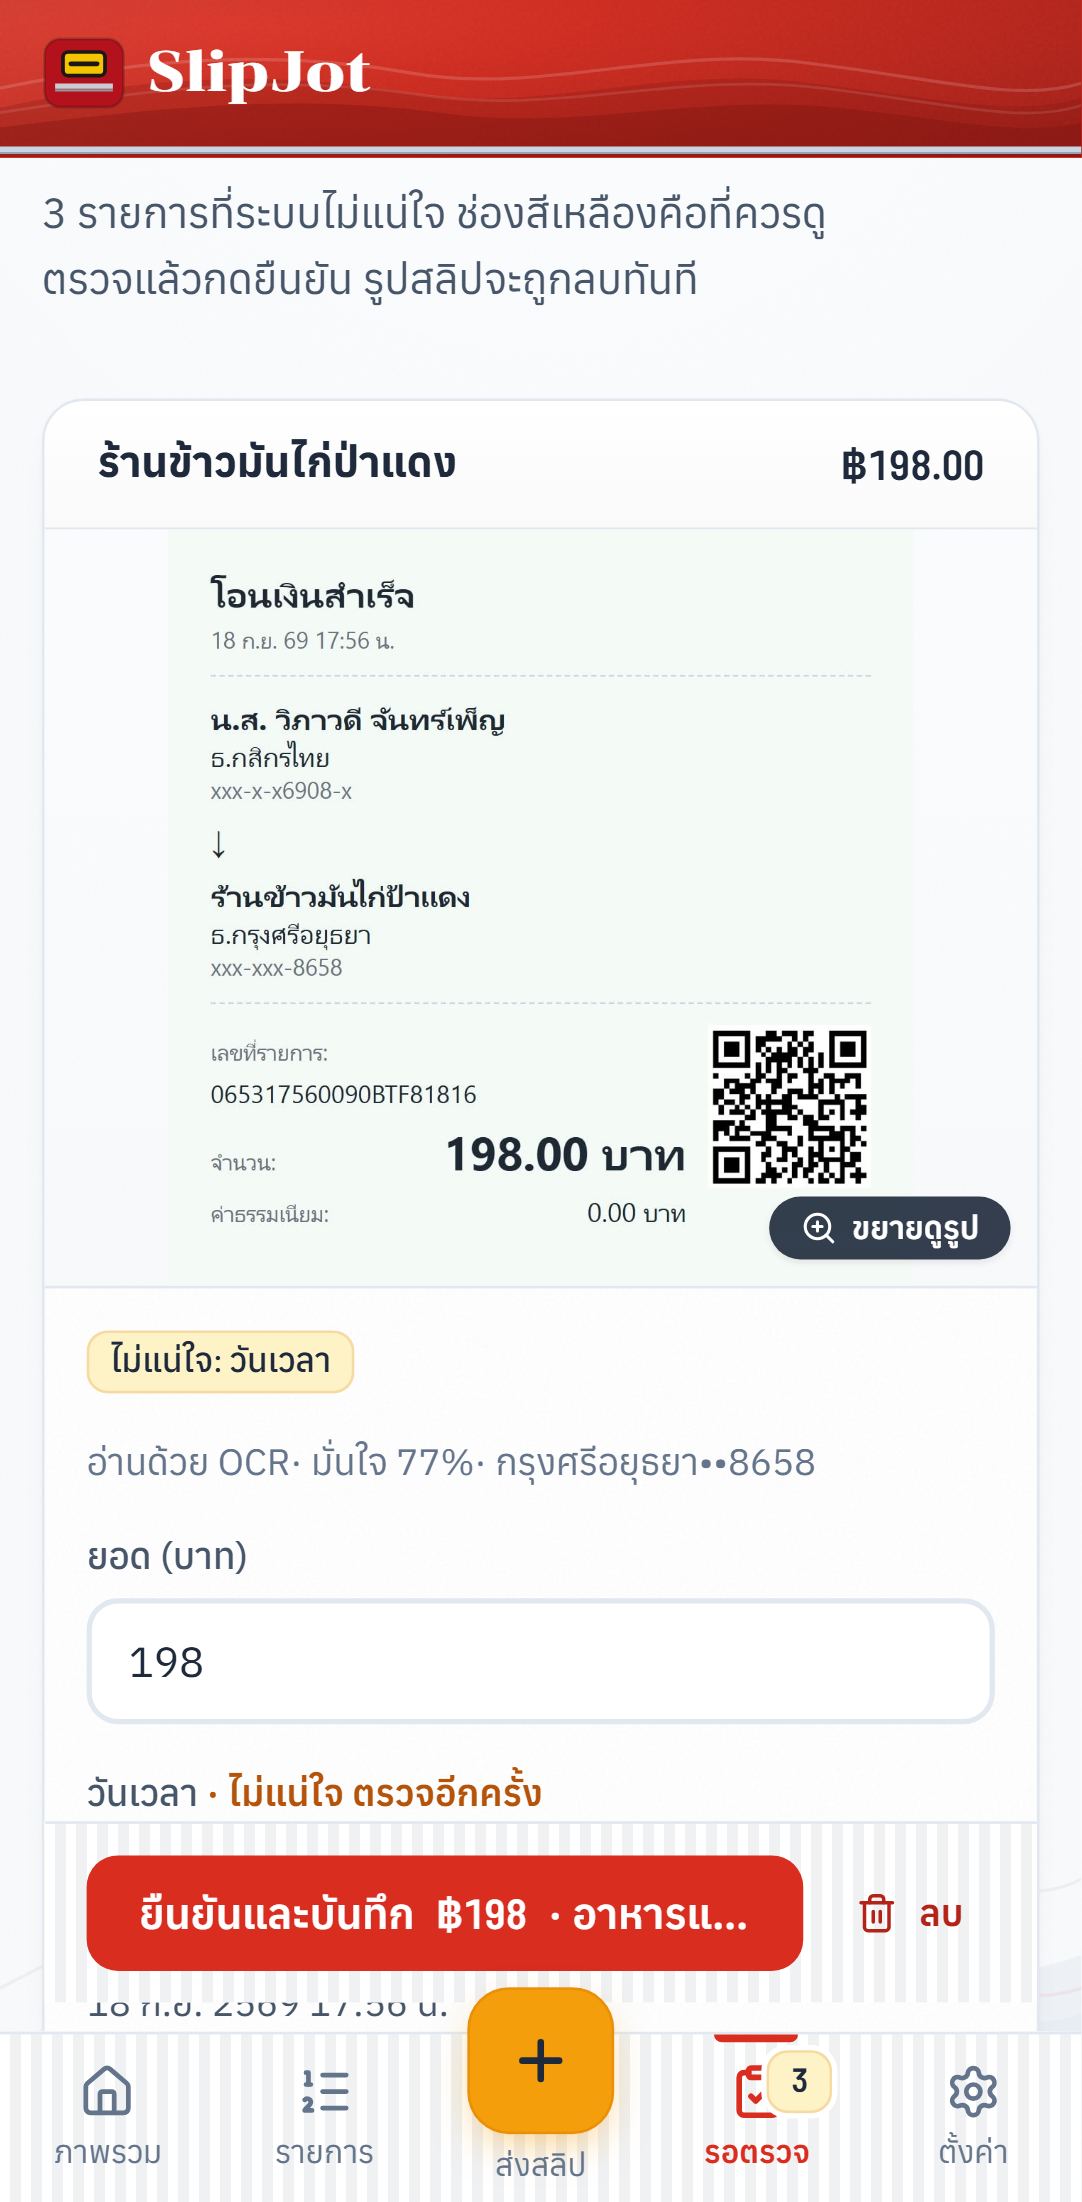 SlipJot
3 รายการที่ระบบไม่แน่ใจ ช่องสีเหลืองคือที่ควรดู
ตรวจแล้วกดยืนยัน รูปสลิปจะถูกลบทันที
ร้านข้าวมันไก่ป่าแดง
฿198.00
โอนเงินสำเร็จ
18 ก.ย. 69 17:56 น.
น.ส. วิภาวดี จันทร์เพ็ญ
ธ.กสิกรไทย
xxx-x-x6908-x
↓
ร้านข้าวมันไก่ป้าแดง
ธ.กรุงศรีอยุธยา
xxx-xxx-8658
เลขที่รายการ:
065317560090BTF81816
จำนวน: 198.00 บาท
ค่าธรรมเนียม: 0.00 บาท
ขยายดูรูป
ไม่แน่ใจ: วันเวลา
อ่านด้วย OCR· มั่นใจ 77%· กรุงศรีอยุธยา••8658
ยอด (บาท)
198
วันเวลา · ไม่แน่ใจ ตรวจอีกครั้ง
ยืนยันและบันทึก ฿198 · อาหารแ...
ลบ
18 ก.ย. 2569 17:56 น.
3
ภาพรวม
รายการ
ส่งสลิป
รอตรวจ
ตั้งค่า